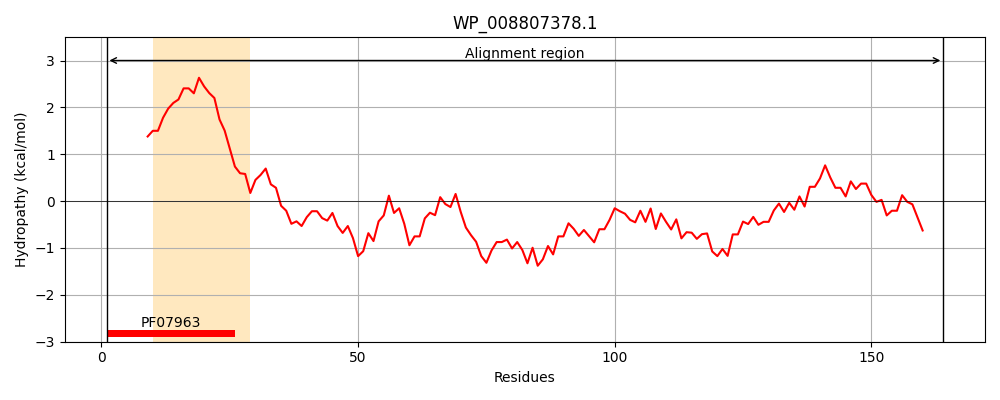 WP_008807378.1
Alignment region
3
2
1
0
−1
−2
−3
Hydropathy (kcal/mol)
PF07963
0 50 100 150
Residues